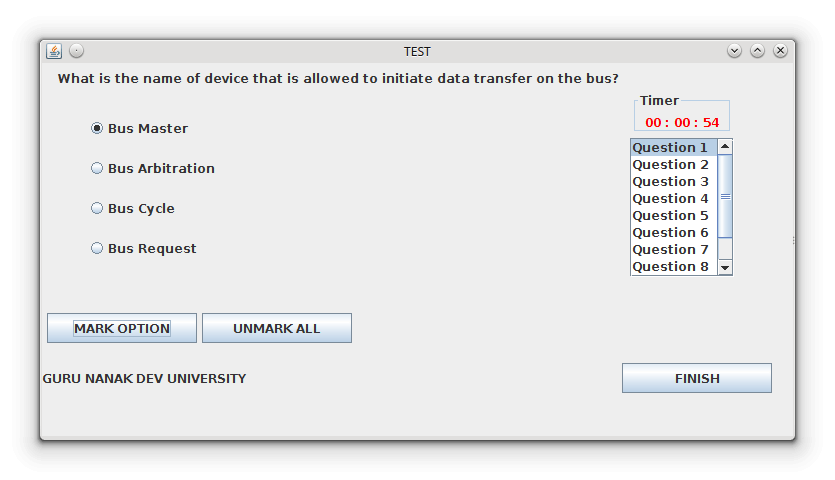 TEST
What is the name of device that is allowed to initiate data transfer on the bus?
Bus Master
Bus Arbitration
Bus Cycle
Bus Request
Timer
00 : 00 : 54
Question 1
Question 2
Question 3
Question 4
Question 5
Question 6
Question 7
Question 8
MARK OPTION
UNMARK ALL
GURU NANAK DEV UNIVERSITY
FINISH